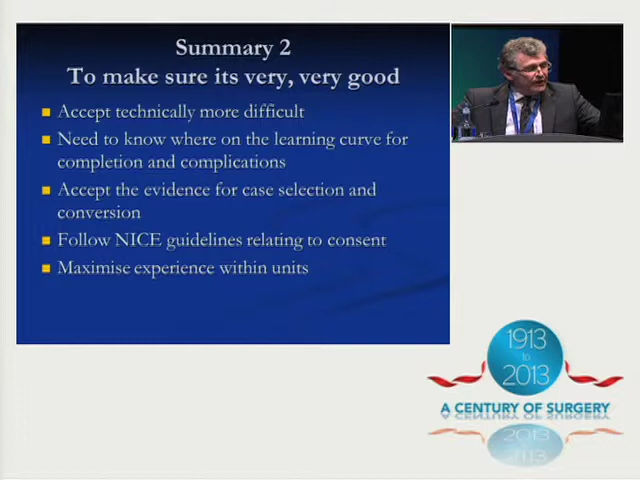 Summary 2
To make sure its very, very good
Accept technically more difficult
Need to know where on the learning curve for
completion and complications
Accept the evidence for case selection and
conversion
Follow NICE guidelines relating to consent
Maximise experience within units
1913
to
2013
A CENTURY OF SURGERY